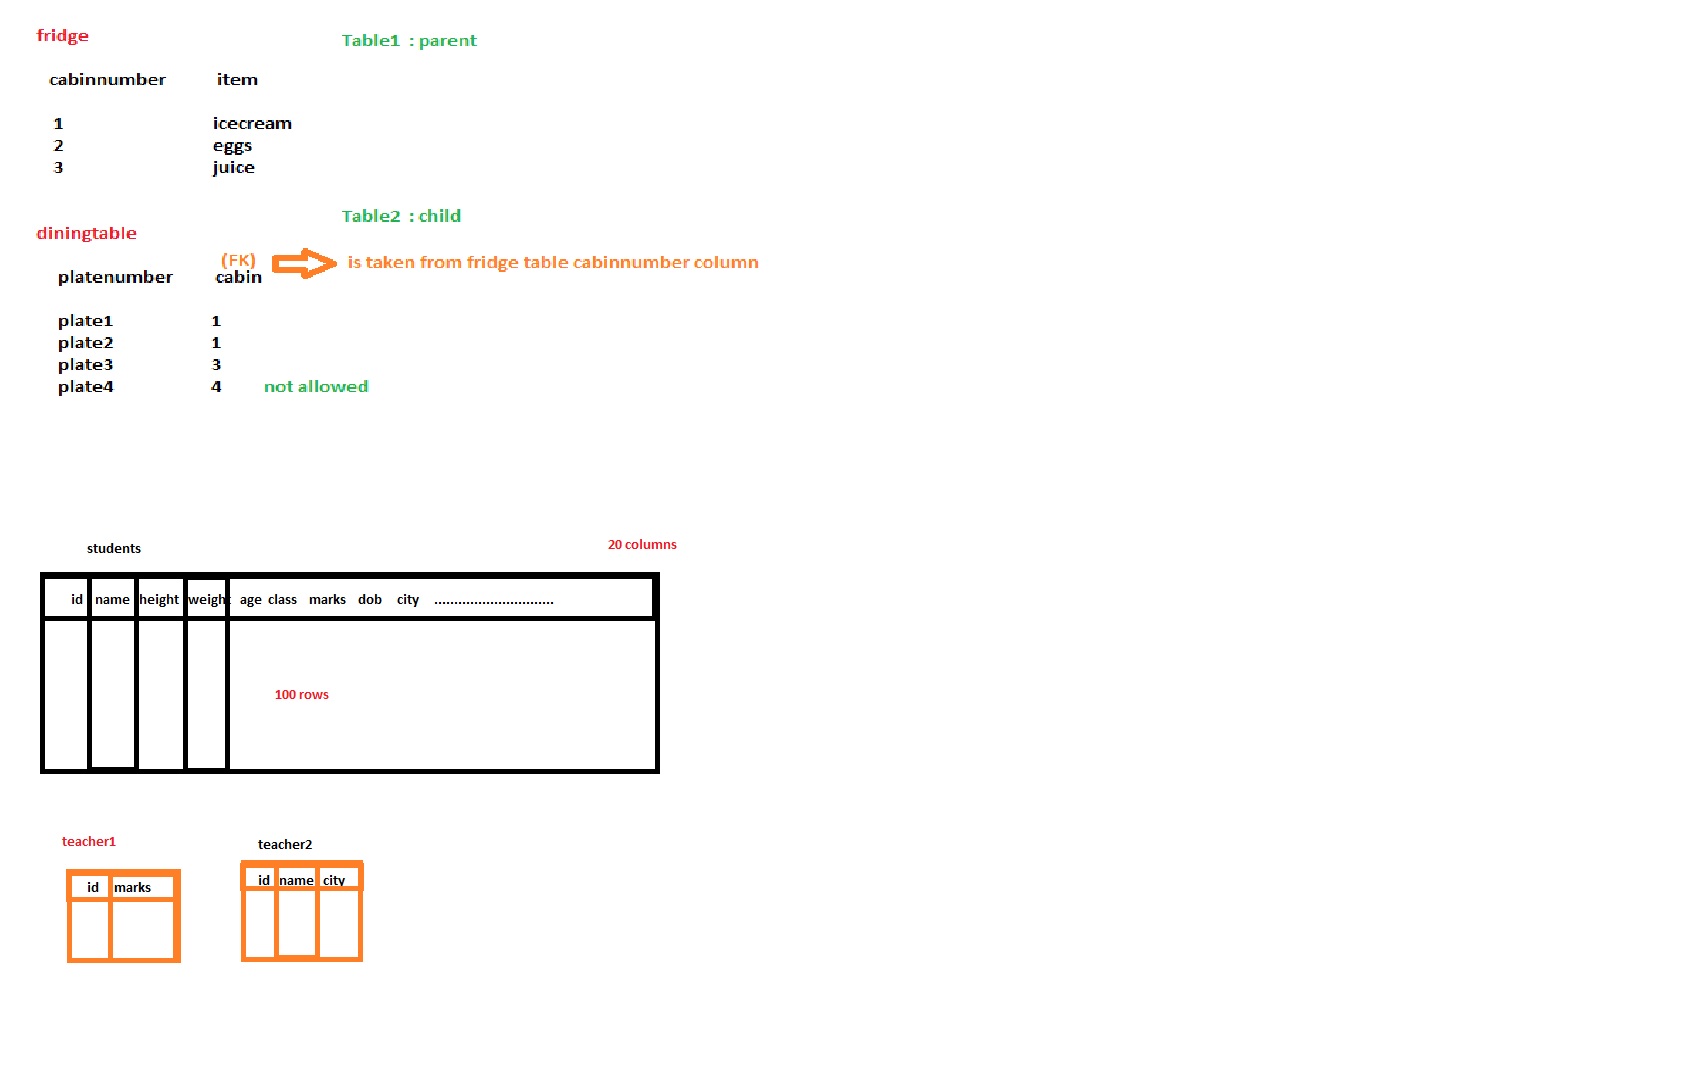 fridge
Table1 : parent
cabinnumber item
1 icecream
2 eggs
3 juice
Table2 : child
diningtable
(FK) is taken from fridge table cabinnumber column
platenumber cabin
plate1 1
plate2 1
plate3 3
plate4 4 not allowed
students 20 columns
id name height weight age class marks dob city ..............................
100 rows
teacher1 teacher2
id marks
id name city